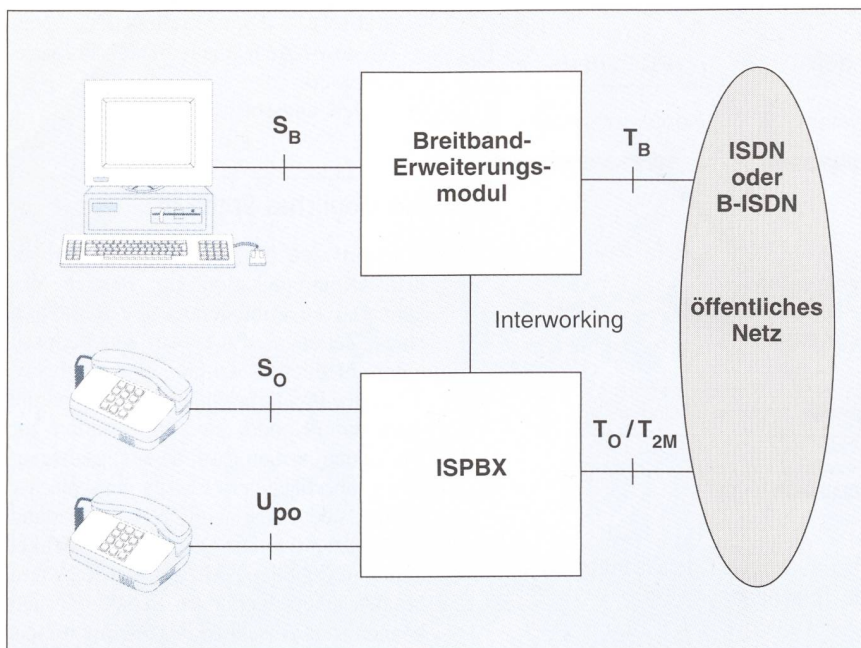 S_B
Breitband-
Erweiterungs-
modul
T_B
ISDN
oder
B-ISDN
öffentliches
Netz
Interworking
S_O
ISPBX
T_O / T_2M
U_po